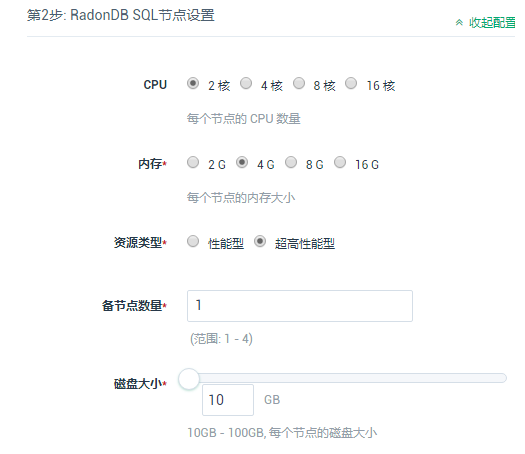 第2步: RadonDB SQL节点设置
收起配置
CPU 2 核 4 核 8 核 16 核
每个节点的 CPU 数量
内存* 2 G 4 G 8 G 16 G
每个节点的内存大小
资源类型* 性能型 超高性能型
备节点数量* 1
(范围: 1 - 4)
磁盘大小*
10 GB
10GB - 100GB, 每个节点的磁盘大小